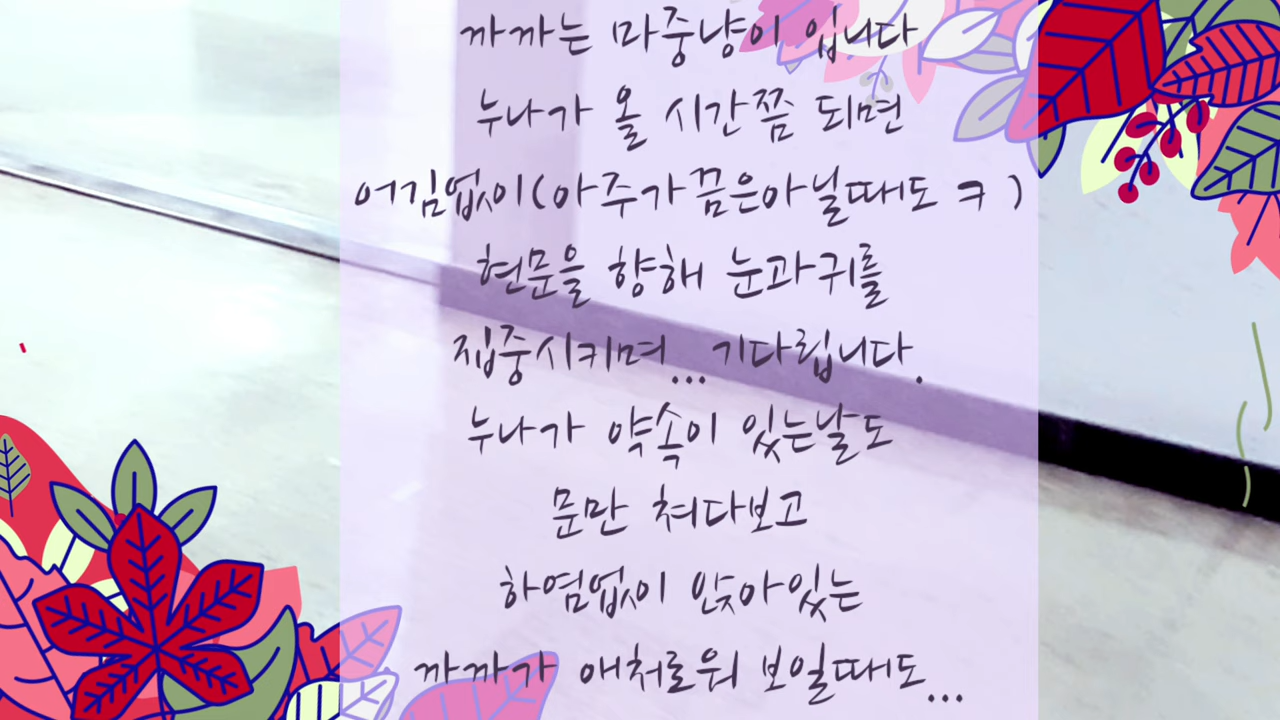 까까는 마중냥이 입니다
누나가 올 시간쯤 되면
어김없이(아주가끔은아닐때도 ㅋ)
현문을 향해 눈과귀를
집중시키며...기다립니다.
누나가 약속이 있는날도
문만 쳐다보고
하염없이 앉아있는
까까가 애처로워 보일때도...